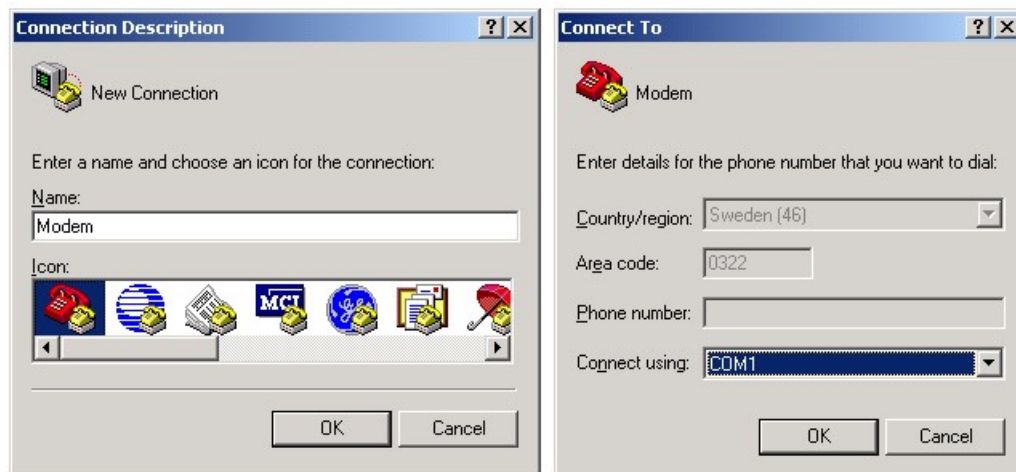 Connection Description
New Connection
Enter a name and choose an icon for the connection:
Name:
Modem
Icon:
MCI
OK Cancel
Connect To
Modem
Enter details for the phone number that you want to dial:
Country/region: Sweden (46)
Area code: 0322
Phone number:
Connect using: COM1
OK Cancel